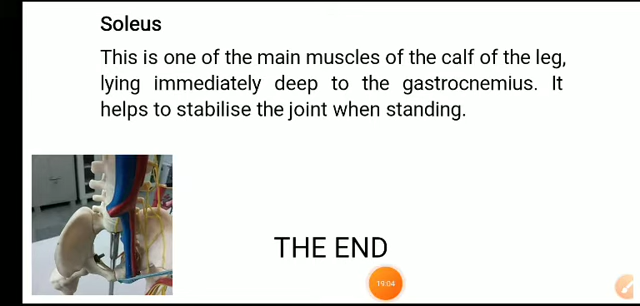 Soleus
This is one of the main muscles of the calf of the leg,
lying immediately deep to the gastrocnemius. It
helps to stabilise the joint when standing.
THE END
19:04